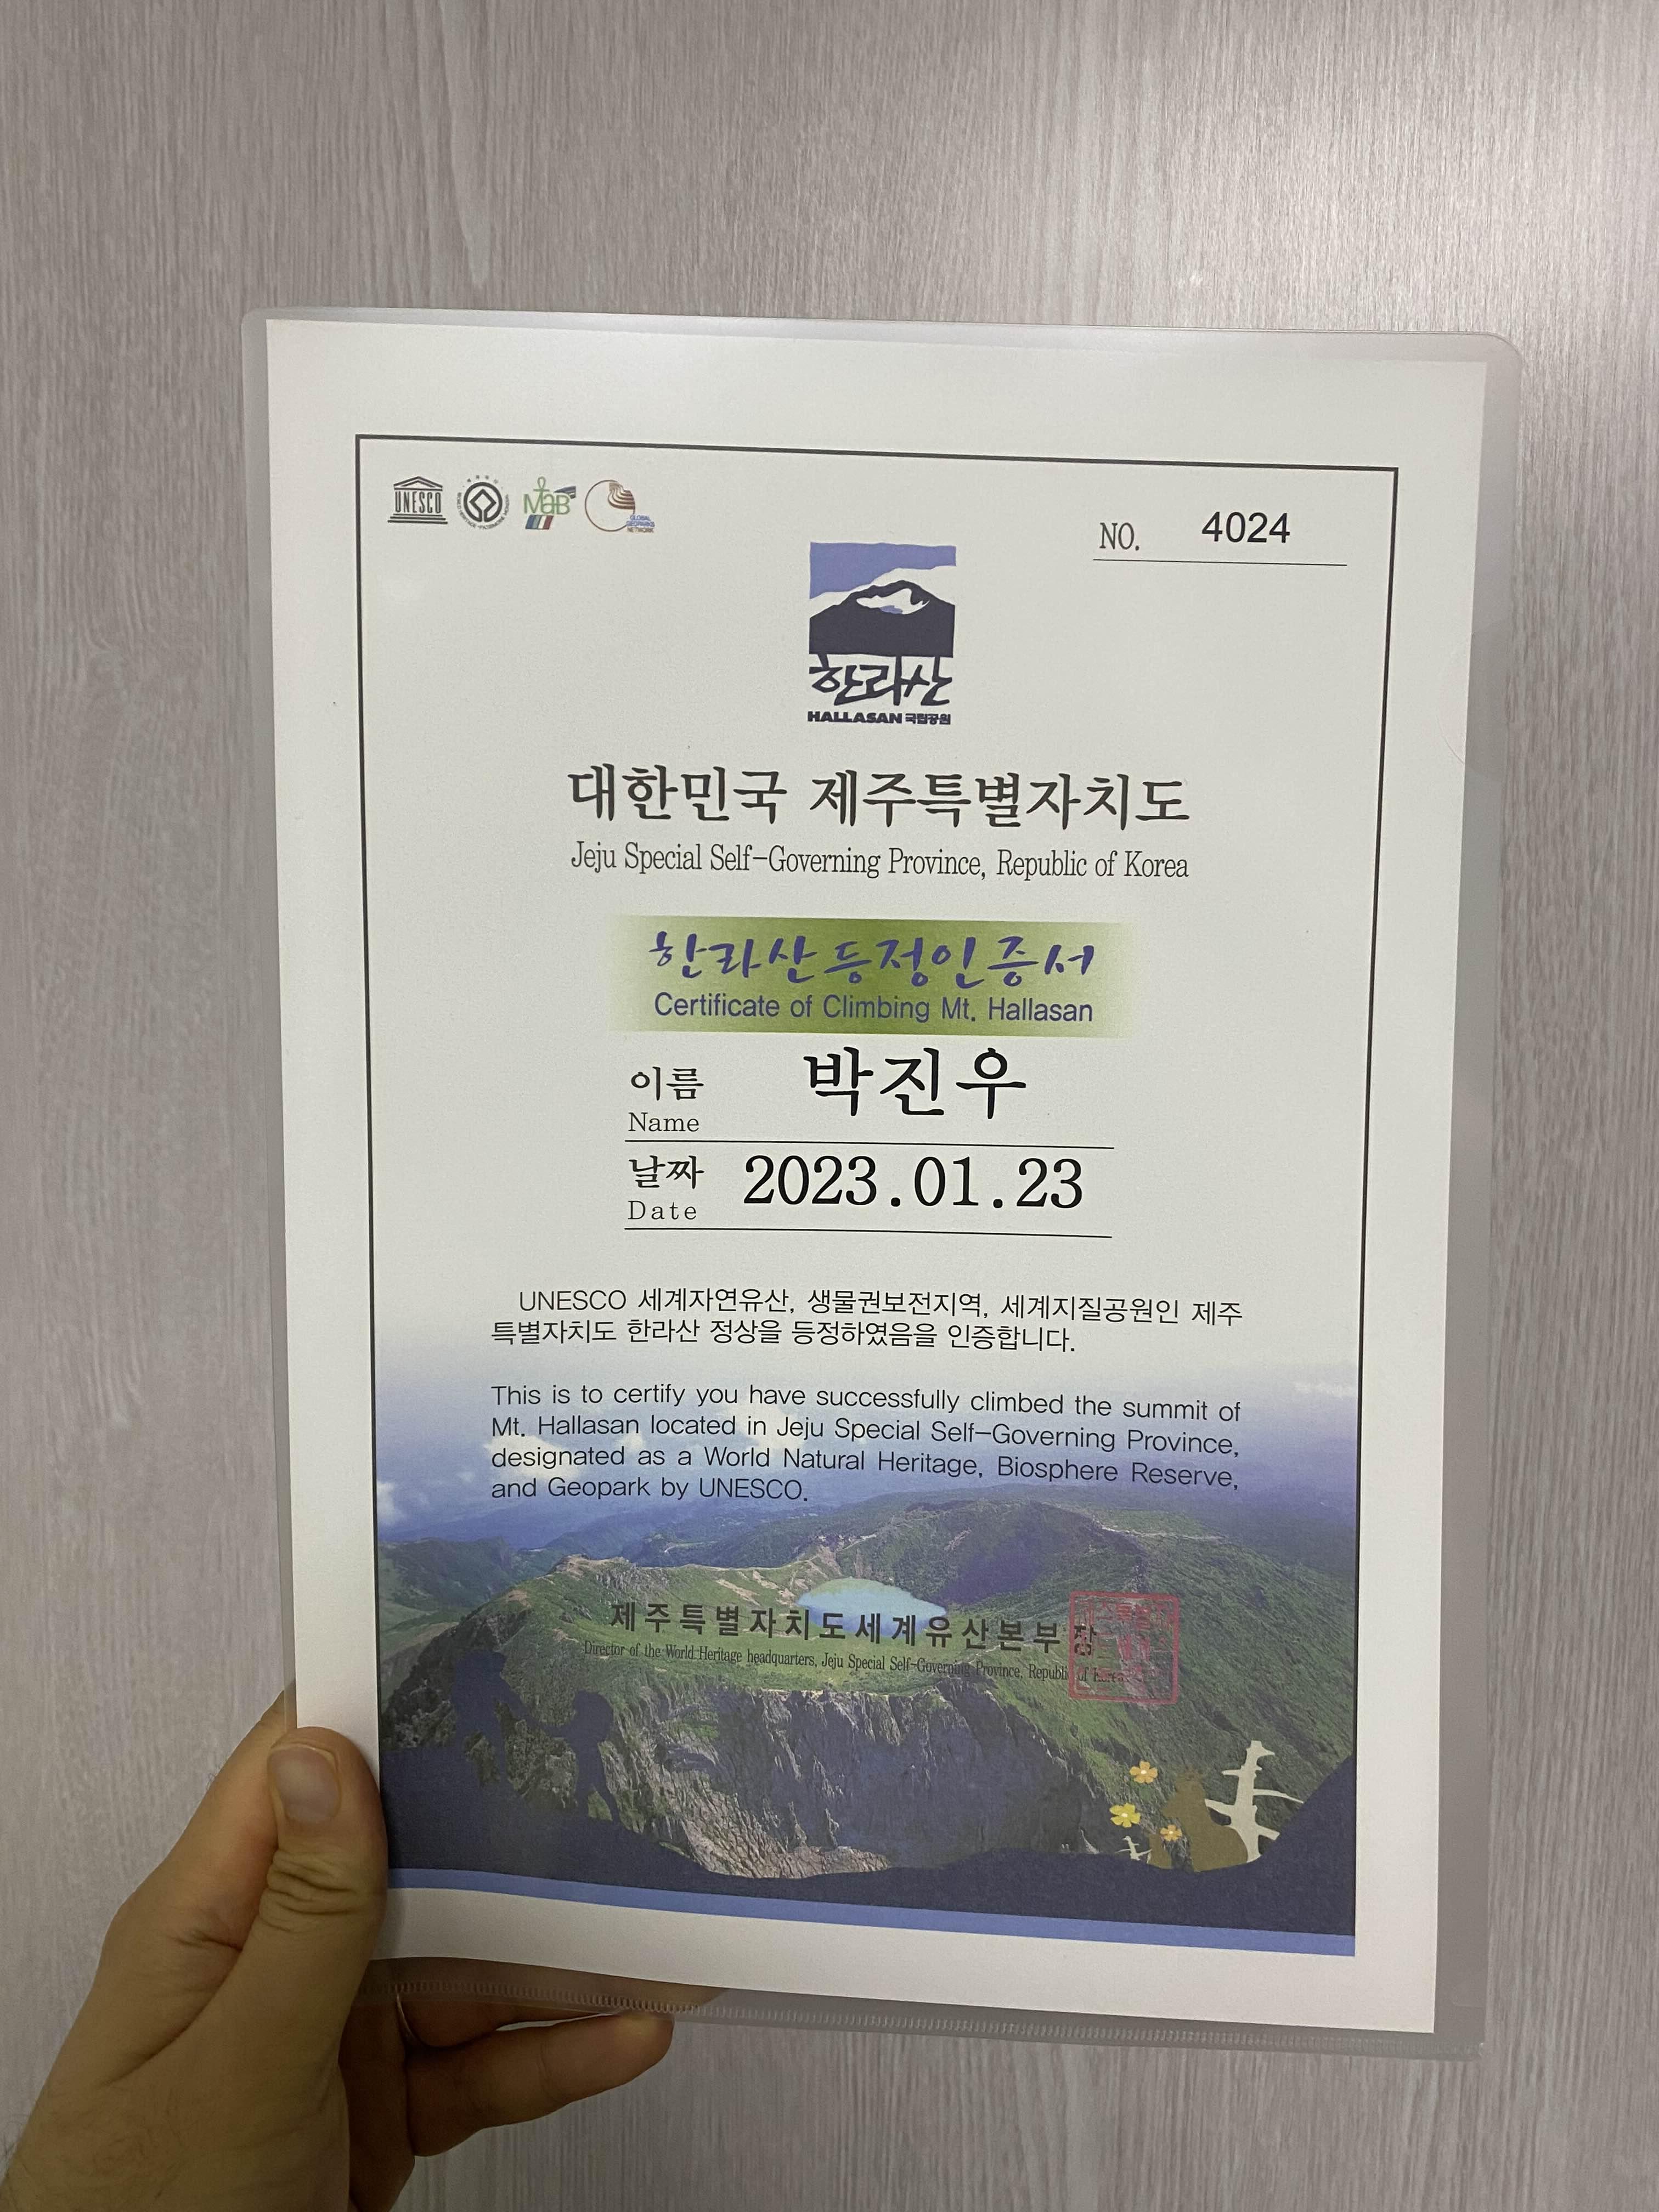 UNESCO
MaB
GLOBAL
GEOPARKS
NETWORK
NO. 4024
한라산
HALLASAN 국립공원
대한민국 제주특별자치도
Jeju Special Self-Governing Province, Republic of Korea
한라산등정인증서
Certificate of Climbing Mt. Hallasan
이름 박진우
Name
날짜 2023.01.23
Date
UNESCO 세계자연유산, 생물권보전지역, 세계지질공원인 제주
특별자치도 한라산 정상을 등정하였음을 인증합니다.
This is to certify you have successfully climbed the summit of
Mt. Hallasan located in Jeju Special Self-Governing Province,
designated as a World Natural Heritage, Biosphere Reserve,
and Geopark by UNESCO.
제주특별자치도세계유산본부장
Director of the World Heritage headquarters, Jeju Special Self-Governing Province, Republic of Korea